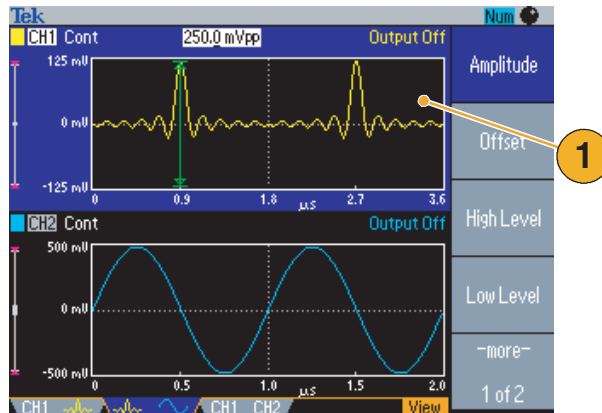 Tek Num
CH1 Cont 250.0 mVpp Output Off
125 mV
0 mV
-125 mV
0 0.9 1.8 µs 2.7 3.6
CH2 Cont Output Off
500 mV
0 mV
-500 mV
0 0.5 1.0 µs 1.5 2.0
CH1 CH1 CH2 View
Amplitude
Offset
High Level
Low Level
-more-
1 of 2
1